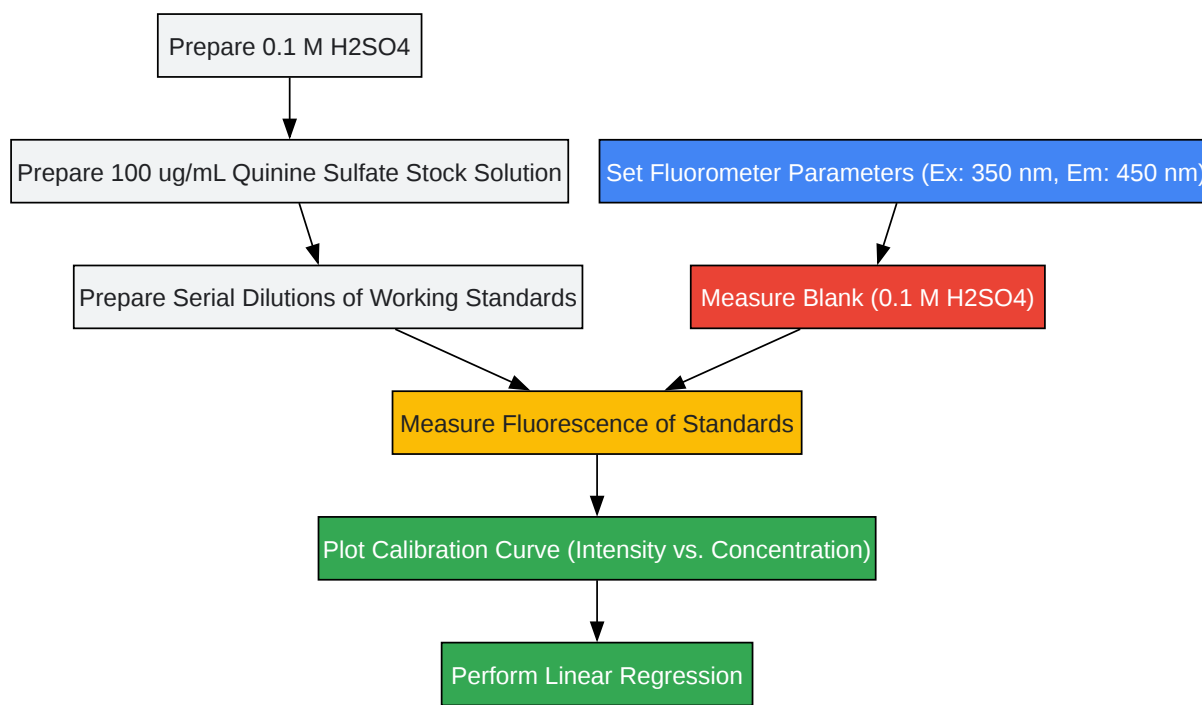 Prepare 0.1 M H2SO4
Prepare 100 ug/mL Quinine Sulfate Stock Solution
Set Fluorometer Parameters (Ex: 350 nm, Em: 450 nm)
Prepare Serial Dilutions of Working Standards
Measure Blank (0.1 M H2SO4)
Measure Fluorescence of Standards
Plot Calibration Curve (Intensity vs. Concentration)
Perform Linear Regression